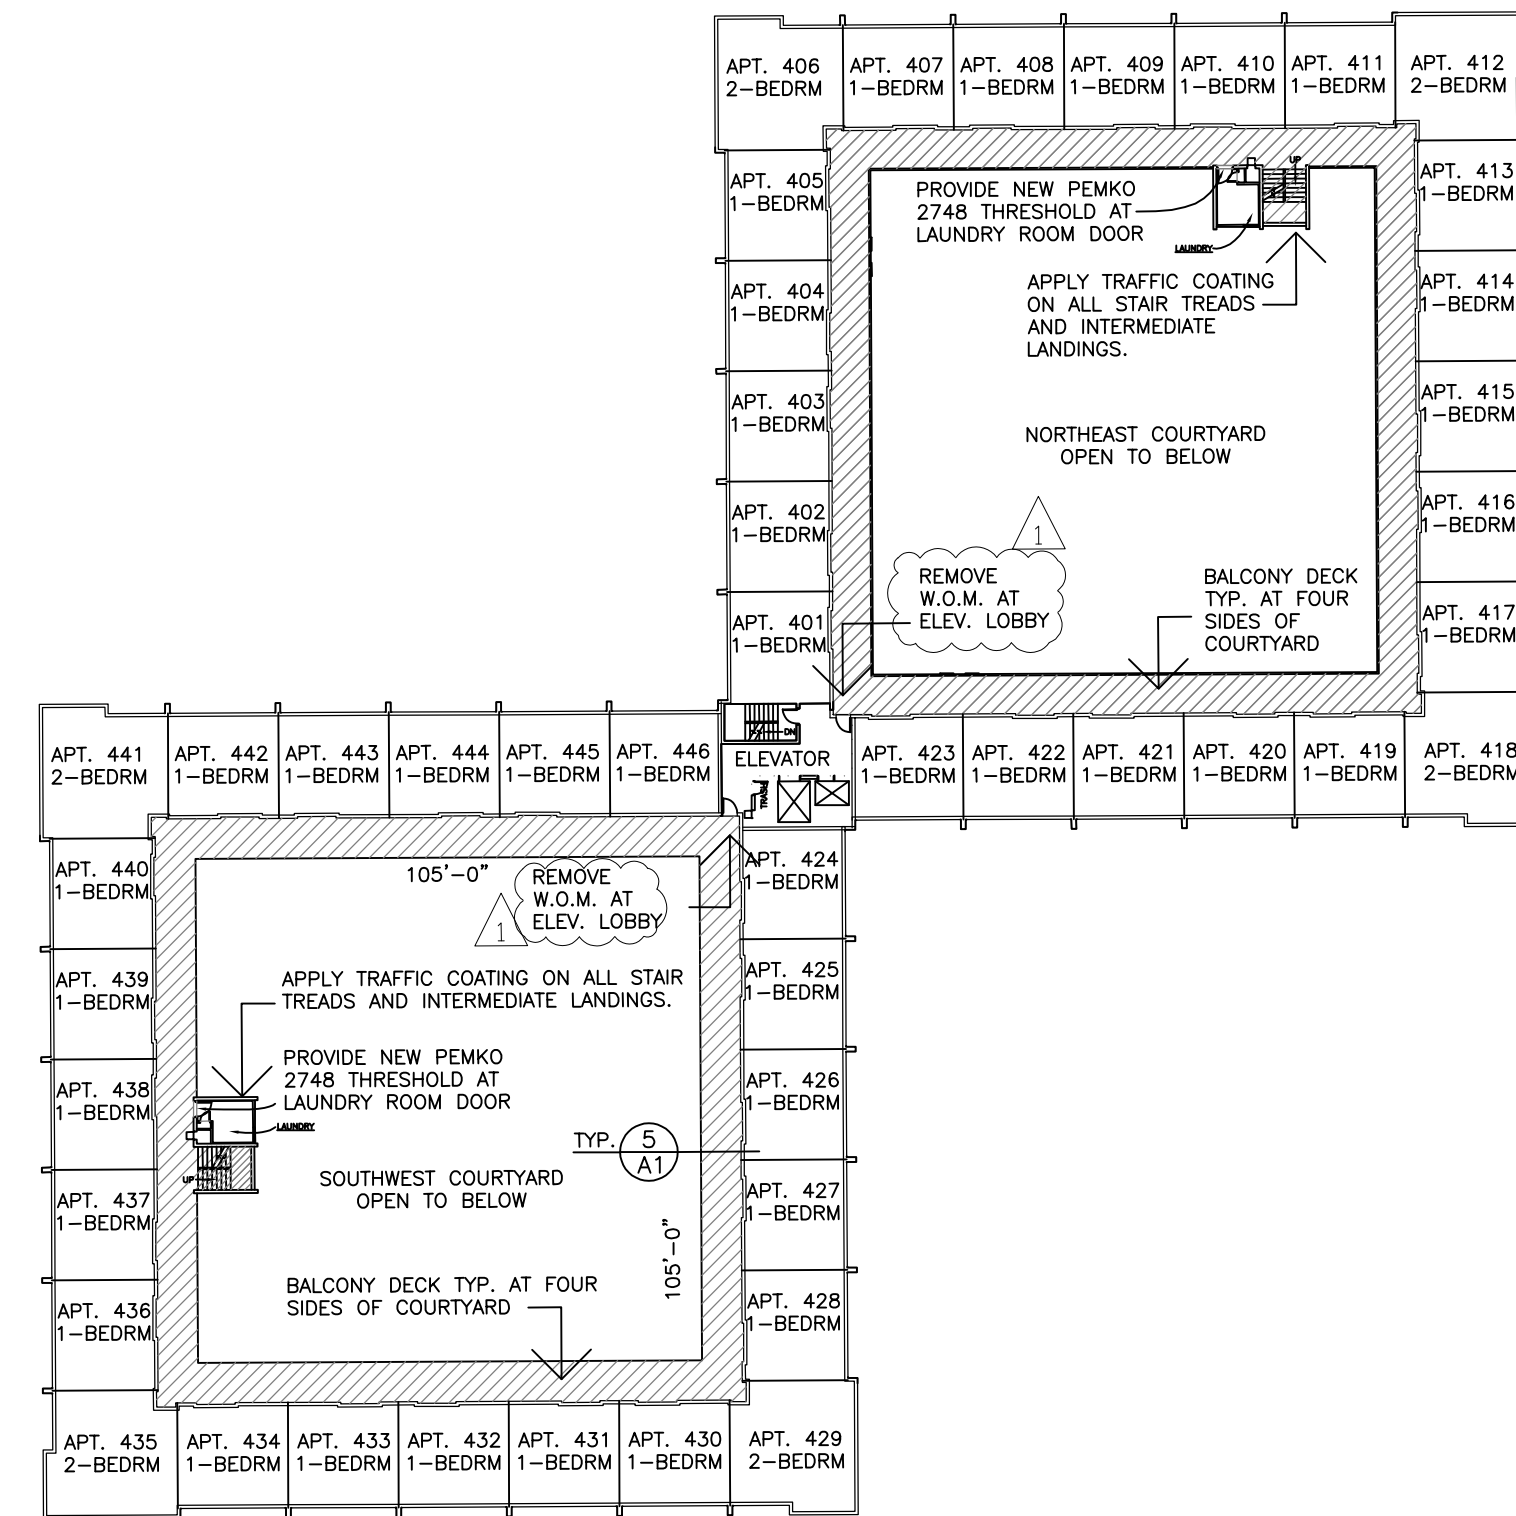 APT. 406
2-BEDRM
APT. 407
1-BEDRM
APT. 408
1-BEDRM
APT. 409
1-BEDRM
APT. 410
1-BEDRM
APT. 411
1-BEDRM
APT. 412
2-BEDRM
APT. 405
1-BEDRM
APT. 404
1-BEDRM
APT. 403
1-BEDRM
APT. 402
1-BEDRM
APT. 401
1-BEDRM
PROVIDE NEW PEMKO
2748 THRESHOLD AT
LAUNDRY ROOM DOOR
LAUNDRY
UP
APPLY TRAFFIC COATING
ON ALL STAIR TREADS
AND INTERMEDIATE
LANDINGS.
NORTHEAST COURTYARD
OPEN TO BELOW
1
REMOVE
W.O.M. AT
ELEV. LOBBY
BALCONY DECK
TYP. AT FOUR
SIDES OF
COURTYARD
APT. 413
1-BEDRM
APT. 414
1-BEDRM
APT. 415
1-BEDRM
APT. 416
1-BEDRM
APT. 417
1-BEDRM
APT. 441
2-BEDRM
APT. 442
1-BEDRM
APT. 443
1-BEDRM
APT. 444
1-BEDRM
APT. 445
1-BEDRM
APT. 446
1-BEDRM
DN
ELEVATOR
TRASH
APT. 423
1-BEDRM
APT. 422
1-BEDRM
APT. 421
1-BEDRM
APT. 420
1-BEDRM
APT. 419
1-BEDRM
APT. 418
2-BEDRM
APT. 440
1-BEDRM
APT. 439
1-BEDRM
APT. 438
1-BEDRM
APT. 437
1-BEDRM
APT. 436
1-BEDRM
105'-0"
REMOVE
W.O.M. AT
ELEV. LOBBY
1
APPLY TRAFFIC COATING ON ALL STAIR
TREADS AND INTERMEDIATE LANDINGS.
PROVIDE NEW PEMKO
2748 THRESHOLD AT
LAUNDRY ROOM DOOR
LAUNDRY
UP
TYP.
5
A1
SOUTHWEST COURTYARD
OPEN TO BELOW
105'-0"
BALCONY DECK TYP. AT FOUR
SIDES OF COURTYARD
APT. 424
1-BEDRM
APT. 425
1-BEDRM
APT. 426
1-BEDRM
APT. 427
1-BEDRM
APT. 428
1-BEDRM
APT. 435
2-BEDRM
APT. 434
1-BEDRM
APT. 433
1-BEDRM
APT. 432
1-BEDRM
APT. 431
1-BEDRM
APT. 430
1-BEDRM
APT. 429
2-BEDRM